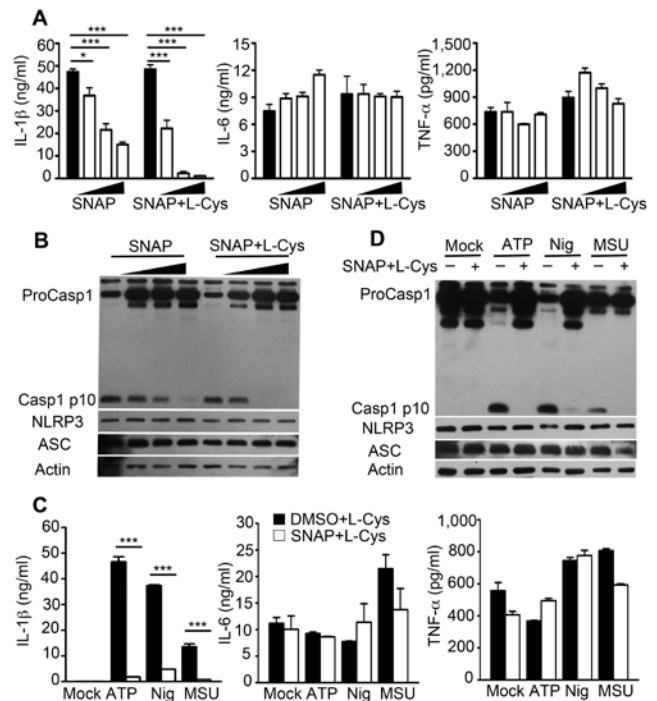 A
IL-1β (ng/ml)
60
50
40
30
20
10
0
***
***
*
***
***
***
SNAP
SNAP+L-Cys
IL-6 (ng/ml)
15
10
5
0
SNAP
SNAP+L-Cys
TNF-α (pg/ml)
1,500
1,200
900
600
300
0
SNAP
SNAP+L-Cys
B
SNAP
SNAP+L-Cys
ProCasp1
Casp1 p10
NLRP3
ASC
Actin
D
Mock ATP Nig MSU
SNAP+L-Cys – + – + – + – +
ProCasp1
Casp1 p10
NLRP3
ASC
Actin
C
IL-1β (ng/ml)
60
50
40
30
20
10
0
***
***
***
Mock ATP Nig MSU
IL-6 (ng/ml)
25
20
15
10
5
0
DMSO+L-Cys
SNAP+L-Cys
Mock ATP Nig MSU
TNF-α (pg/ml)
1,000
800
600
400
200
0
Mock ATP Nig MSU